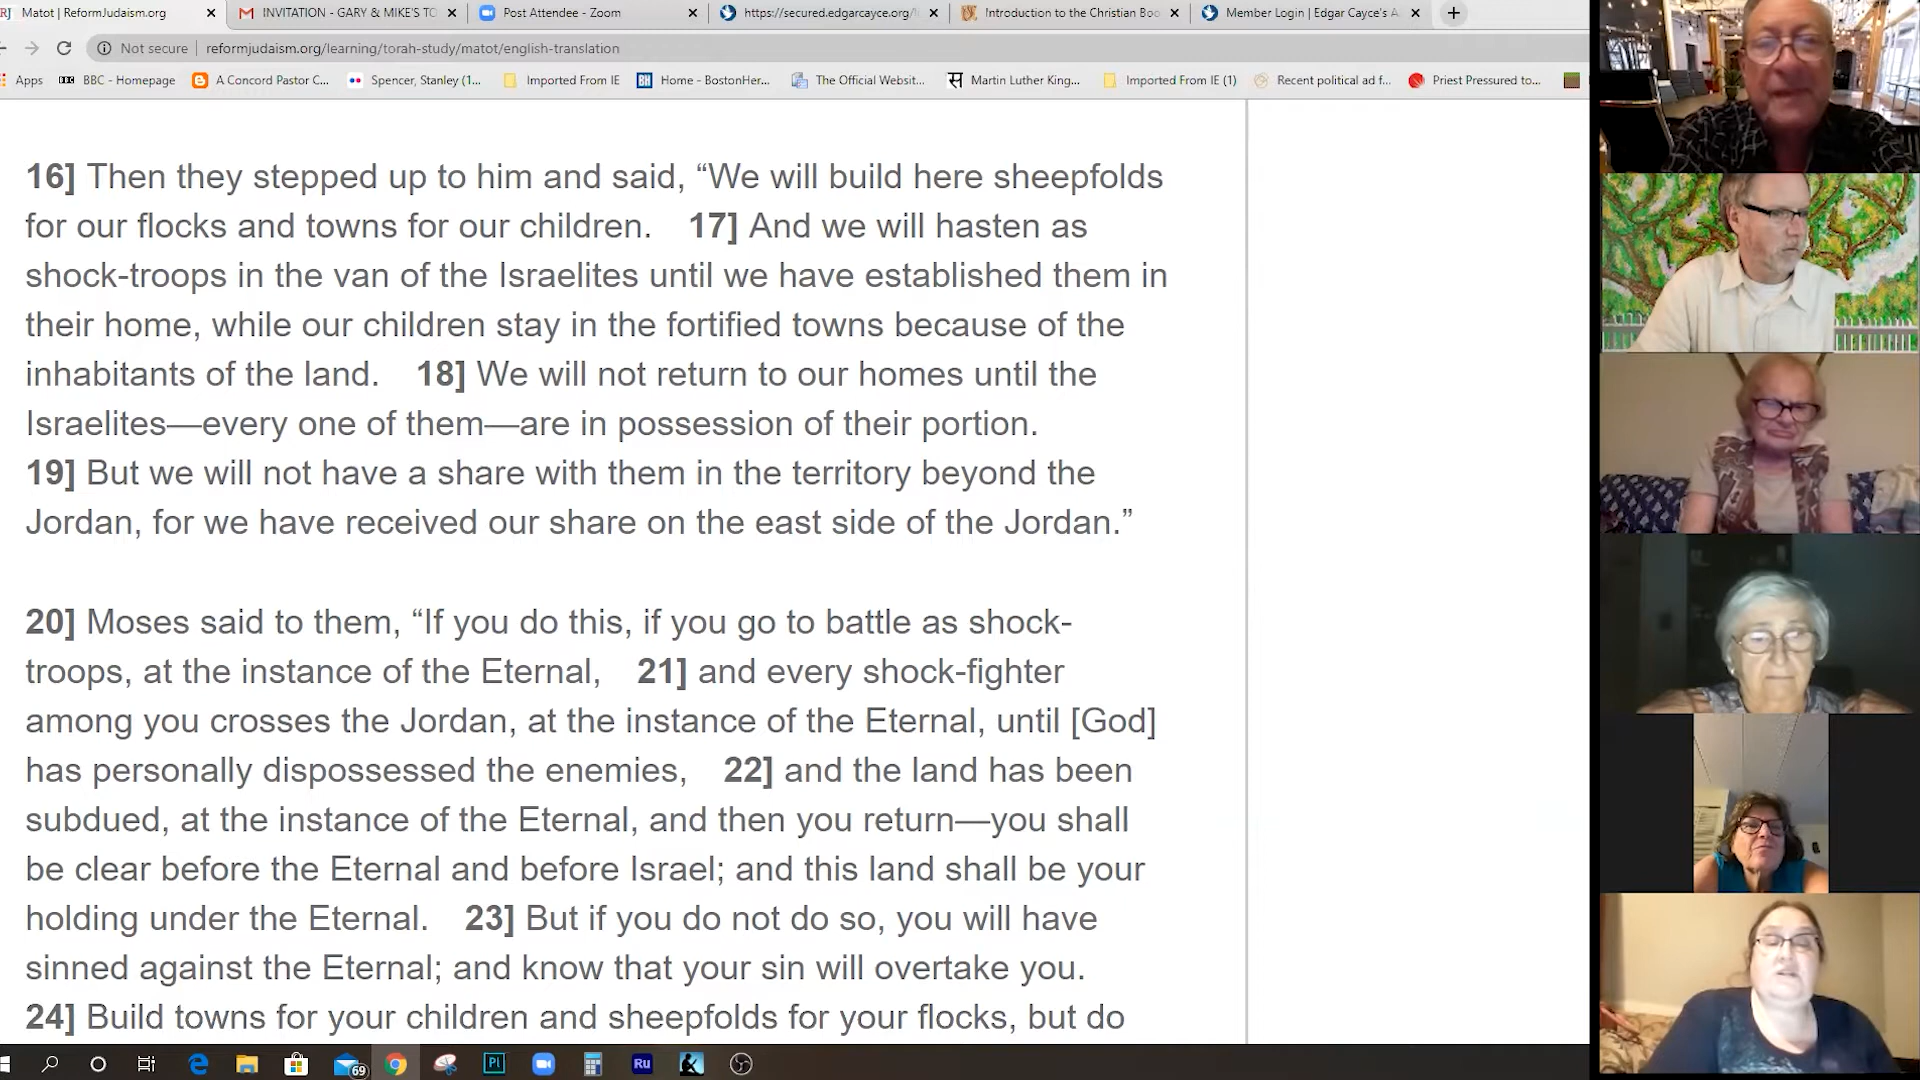 Matot | ReformJudaism.org
INVITATION - GARY & MIKE'S TO
Post Attendee - Zoom
https://secured.edgarcayce.org/
Introduction to the Christian Boo
Member Login | Edgar Cayce's A
Not secure | reformjudaism.org/learning/torah-study/matot/english-translation
Apps
BBC - Homepage
A Concord Pastor C...
Spencer, Stanley (1...
Imported From IE
Home - BostonHer...
The Official Websit...
Martin Luther King...
Imported From IE (1)
Recent political ad f...
Priest Pressured to...
16] Then they stepped up to him and said, “We will build here sheepfolds
for our flocks and towns for our children. 17] And we will hasten as
shock-troops in the van of the Israelites until we have established them in
their home, while our children stay in the fortified towns because of the
inhabitants of the land. 18] We will not return to our homes until the
Israelites—every one of them—are in possession of their portion.
19] But we will not have a share with them in the territory beyond the
Jordan, for we have received our share on the east side of the Jordan.”
20] Moses said to them, “If you do this, if you go to battle as shock-
troops, at the instance of the Eternal, 21] and every shock-fighter
among you crosses the Jordan, at the instance of the Eternal, until [God]
has personally dispossessed the enemies, 22] and the land has been
subdued, at the instance of the Eternal, and then you return—you shall
be clear before the Eternal and before Israel; and this land shall be your
holding under the Eternal. 23] But if you do not do so, you will have
sinned against the Eternal; and know that your sin will overtake you.
24] Build towns for your children and sheepfolds for your flocks, but do
69
Pl
Ru